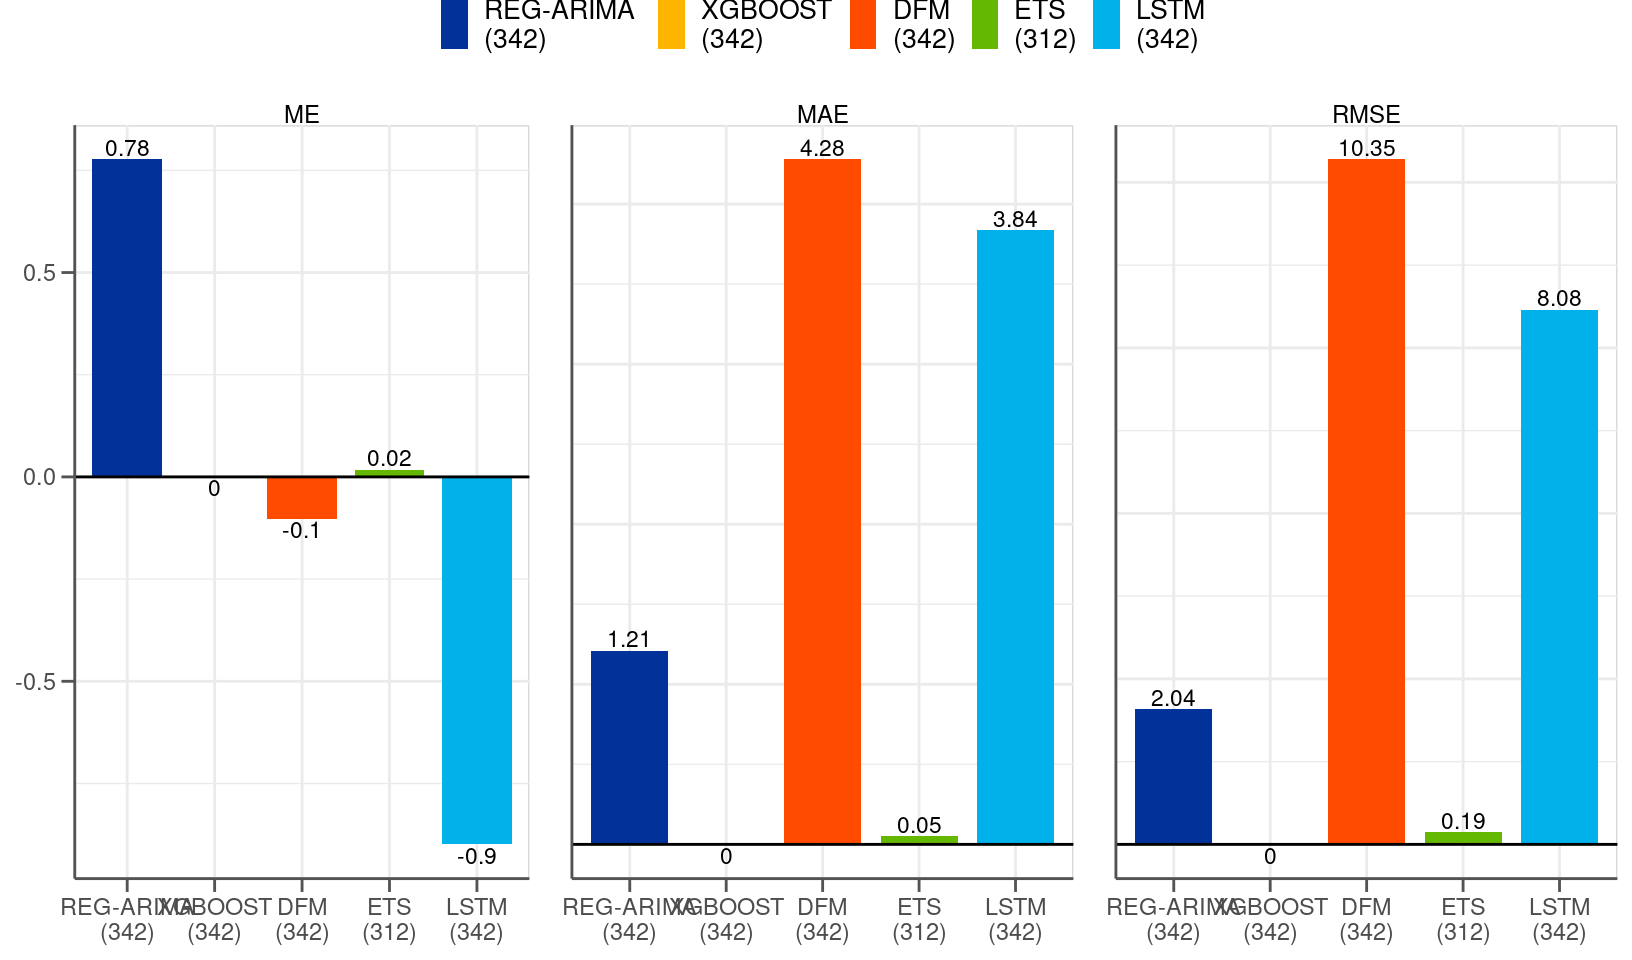 REG-ARIMA XGBOOST DFM ETS LSTM
(342) (342) (342) (312) (342)
ME MAE RMSE
0.78 4.28 10.35
3.84
8.08
0.5
0.02
0.0
0
-0.1
1.21
-0.5
2.04
0.05
0.19
-0.9
0
0
REG-ARIMA XGBOOST DFM ETS LSTM REG-ARIMA XGBOOST DFM ETS LSTM REG-ARIMA XGBOOST DFM ETS LSTM
(342) (342) (342) (312) (342) (342) (342) (342) (312) (342) (342) (342) (342) (312) (342)